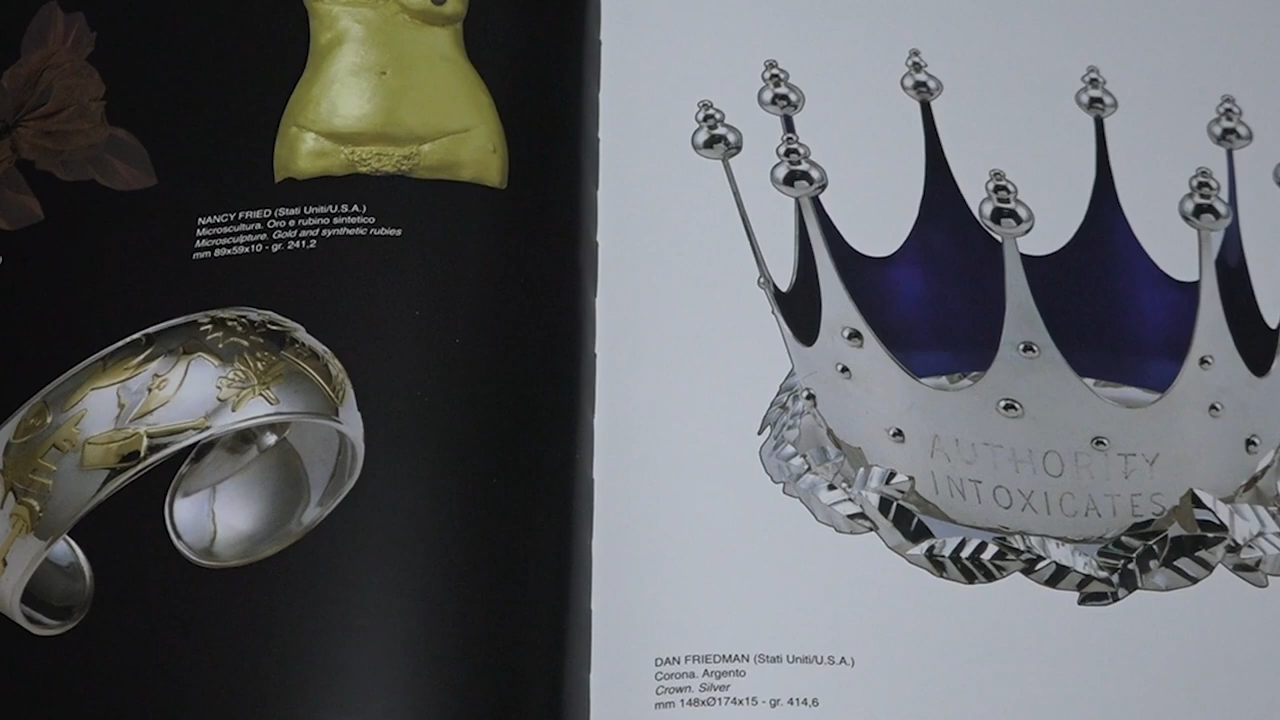 NANCY FRIED (Stati Uniti/U.S.A.)
Microscultura. Oro e rubino sintetico
Microsculpture. Gold and synthetic rubies
mm 89x59x10 - gr. 241,2
AUTHORITY
INTOXICATES
DAN FRIEDMAN (Stati Uniti/U.S.A.)
Corona. Argento
Crown. Silver
mm 148xØ174x15 - gr. 414,6